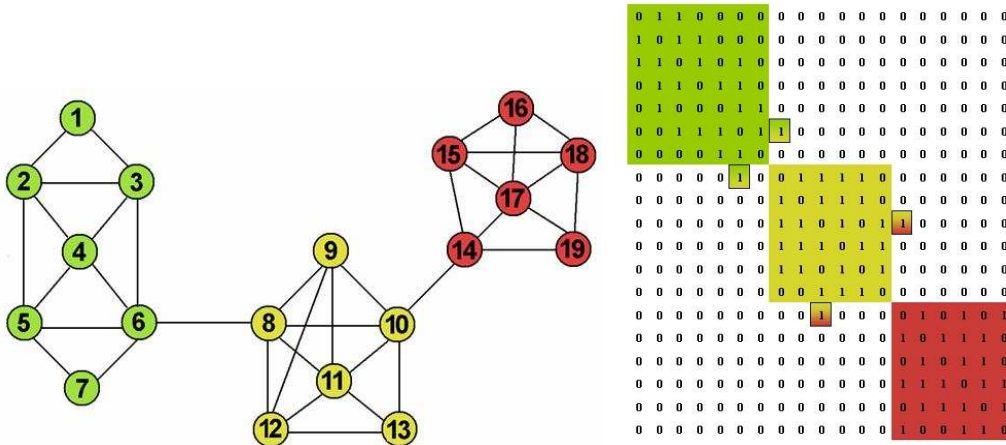 1
2 3
4
5 6
7
8 9 10
11
12 13
14 15 16
17
18 19
0 1 1 0 0 0 0 0 0 0 0 0 0 0 0 0 0 0 0
1 0 1 1 0 0 0 0 0 0 0 0 0 0 0 0 0 0 0
1 1 0 1 0 1 0 0 0 0 0 0 0 0 0 0 0 0 0
0 1 1 0 1 1 0 0 0 0 0 0 0 0 0 0 0 0 0
0 1 0 0 0 1 1 0 0 0 0 0 0 0 0 0 0 0 0
0 0 1 1 1 0 1 1 0 0 0 0 0 0 0 0 0 0 0
0 0 0 0 1 1 0 0 0 0 0 0 0 0 0 0 0 0 0
0 0 0 0 0 1 0 0 1 1 1 1 0 0 0 0 0 0 0
0 0 0 0 0 0 0 1 0 1 1 1 0 0 0 0 0 0 0
0 0 0 0 0 0 0 1 1 0 1 0 1 1 0 0 0 0 0
0 0 0 0 0 0 0 1 1 1 0 1 1 0 0 0 0 0 0
0 0 0 0 0 0 0 1 1 0 1 0 1 0 0 0 0 0 0
0 0 0 0 0 0 0 0 0 1 1 1 0 0 0 0 0 0 0
0 0 0 0 0 0 0 0 0 1 0 0 0 0 1 0 1 0 1
0 0 0 0 0 0 0 0 0 0 0 0 0 1 0 1 1 1 0
0 0 0 0 0 0 0 0 0 0 0 0 0 0 1 0 1 1 0
0 0 0 0 0 0 0 0 0 0 0 0 0 1 1 1 0 1 1
0 0 0 0 0 0 0 0 0 0 0 0 0 0 1 1 1 0 1
0 0 0 0 0 0 0 0 0 0 0 0 0 1 0 0 1 1 0